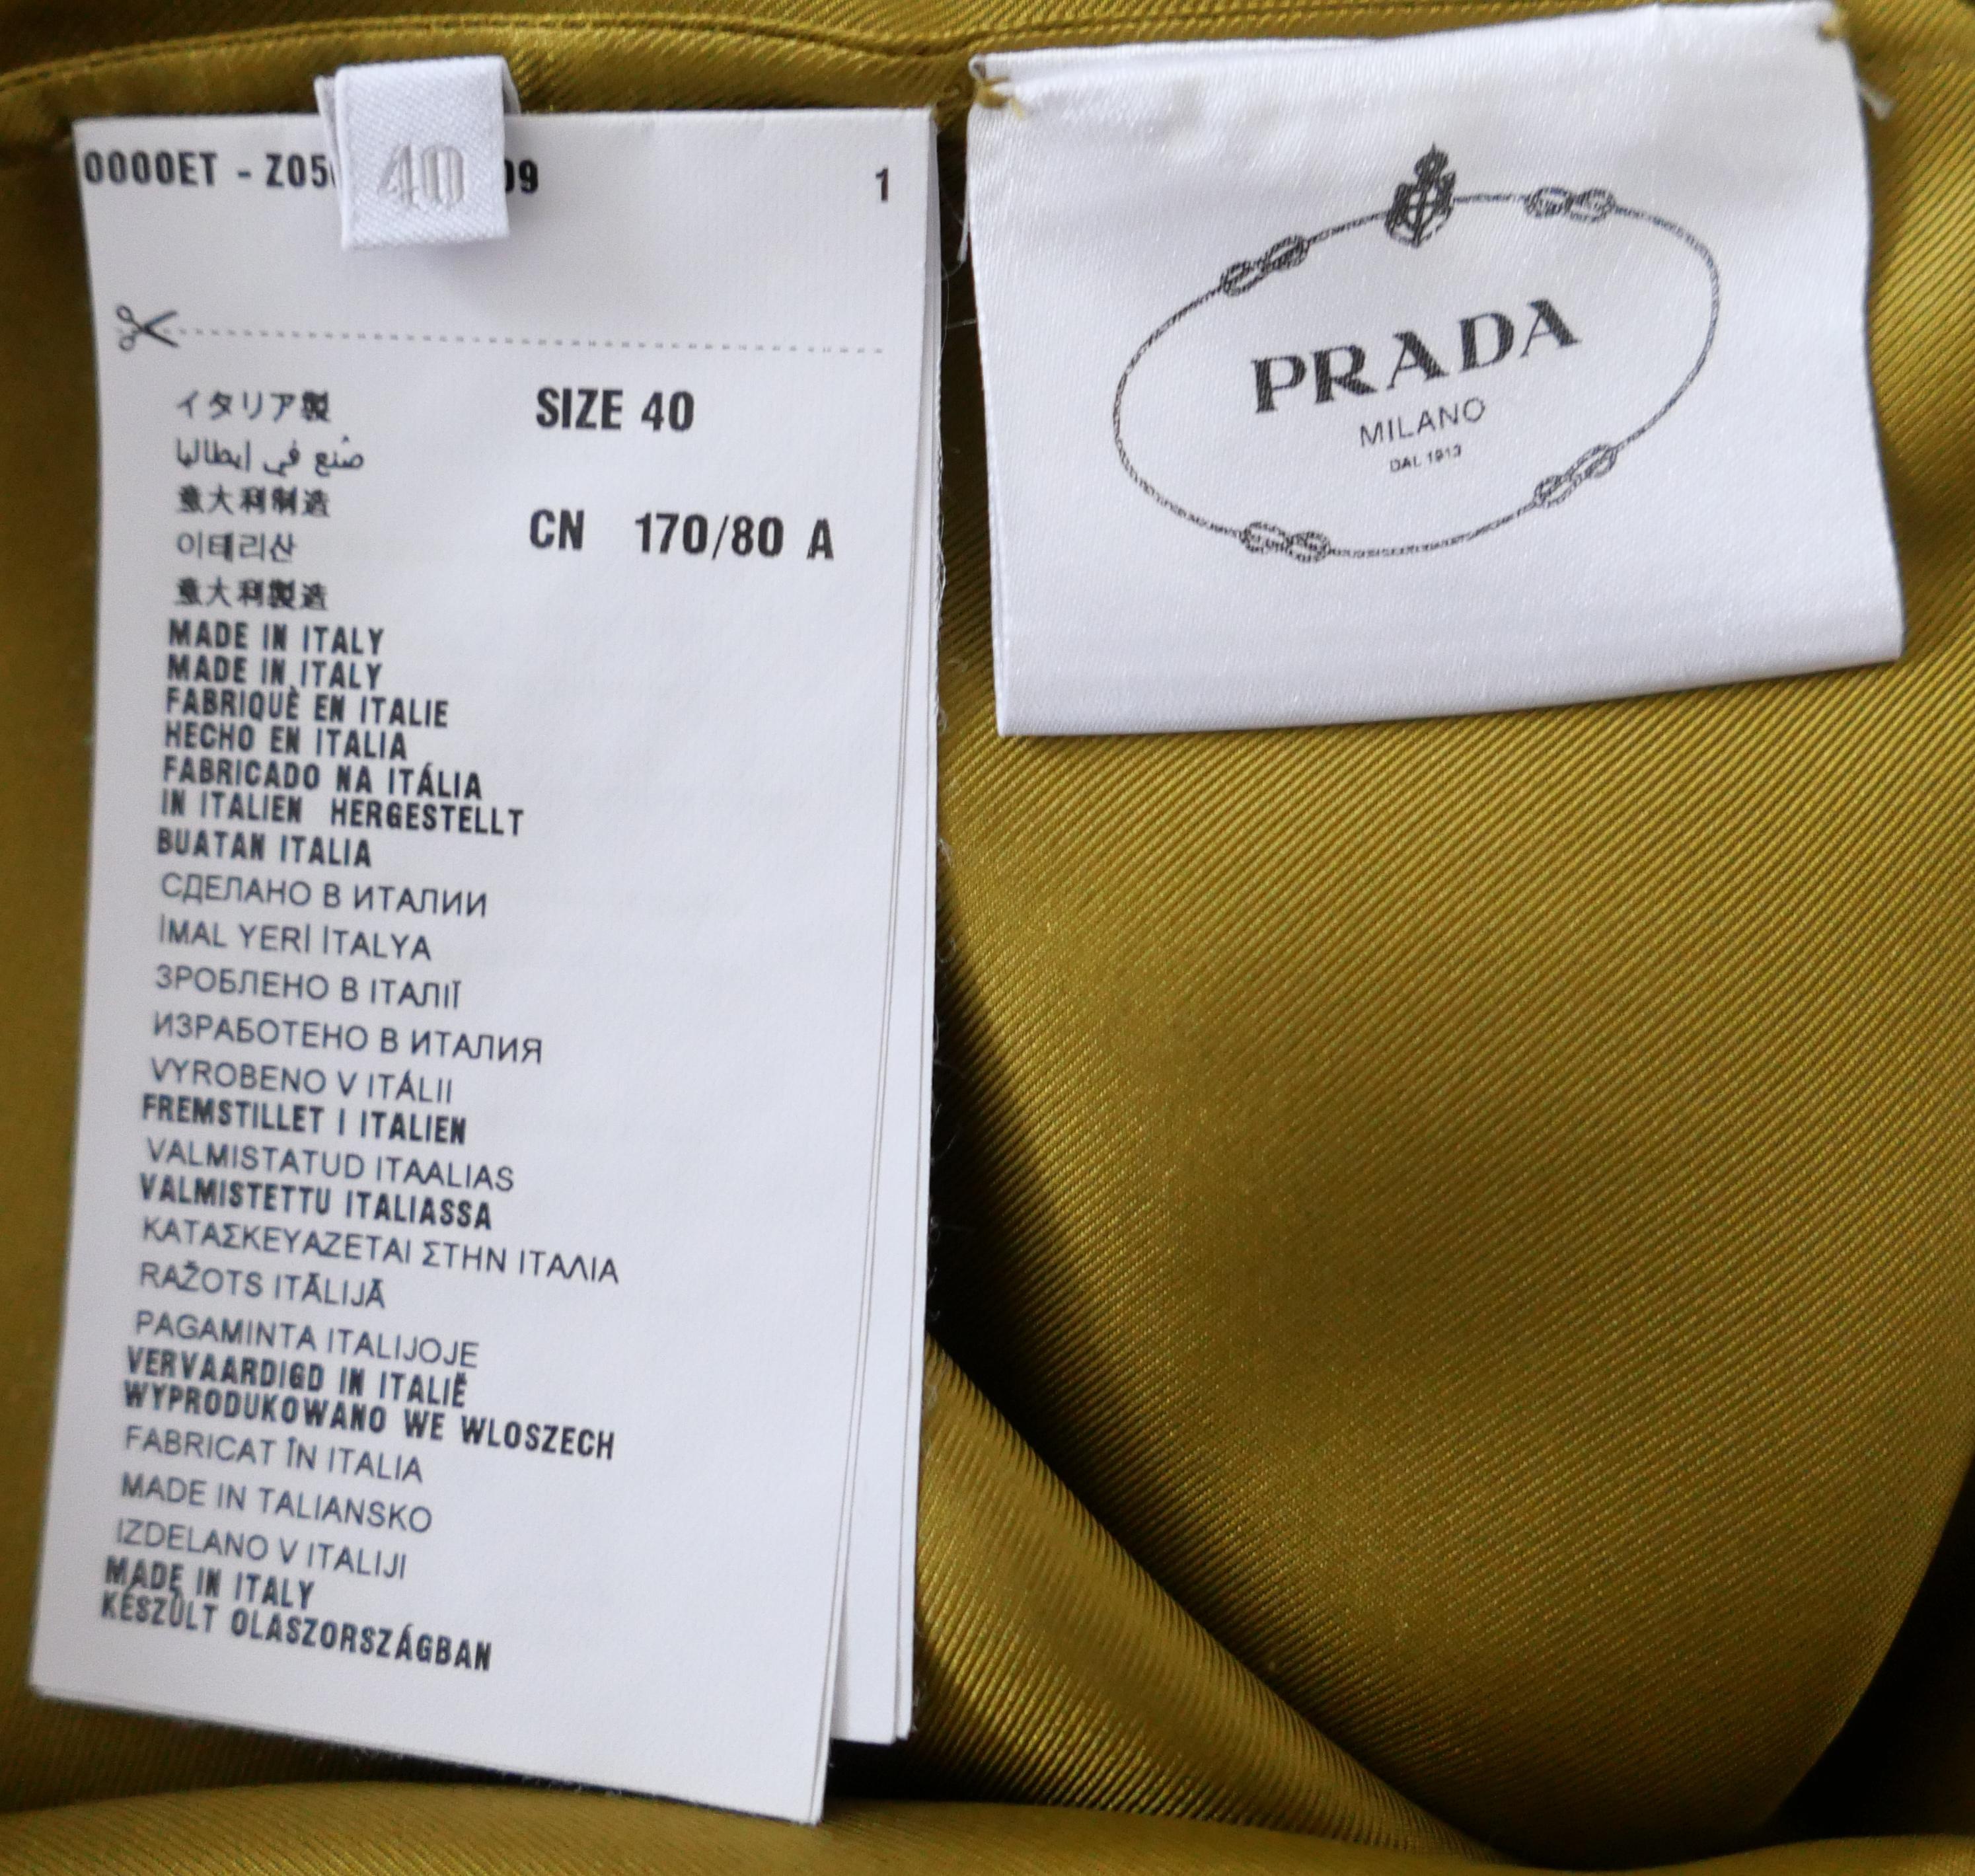 40
0000ET - Z05
09
1
イタリア製
صُنع في إيطاليا
意大利制造
이태리산
意大利製造
SIZE 40
CN 170/80 A
MADE IN ITALY
MADE IN ITALY
FABRIQUÈ EN ITALIE
HECHO EN ITALIA
FABRICADO NA ITÁLIA
IN ITALIEN HERGESTELLT
BUATAN ITALIA
СДЕЛАНО В ИТАЛИИ
İMAL YERİ İTALYA
ЗРОБЛЕНО В ІТАЛІЇ
ИЗРАБОТЕНО В ИТАЛИЯ
VYROBENO V ITÁLII
FREMSTILLET I ITALIEN
VALMISTATUD ITAALIAS
VALMISTETTU ITALIASSA
ΚΑΤΑΣΚΕΥΑΖΕΤΑΙ ΣΤΗΝ ΙΤΑΛΙΑ
RAŽOTS ITĀLIJĀ
PAGAMINTA ITALIJOJE
VERVAARDIGD IN ITALIË
WYPRODUKOWANO WE WLOSZECH
FABRICAT ÎN ITALIA
MADE IN TALIANSKO
IZDELANO V ITALIJI
MADE IN ITALY
KÉSZÜLT OLASZORSZÁGBAN
PRADA
MILANO
DAL 1913